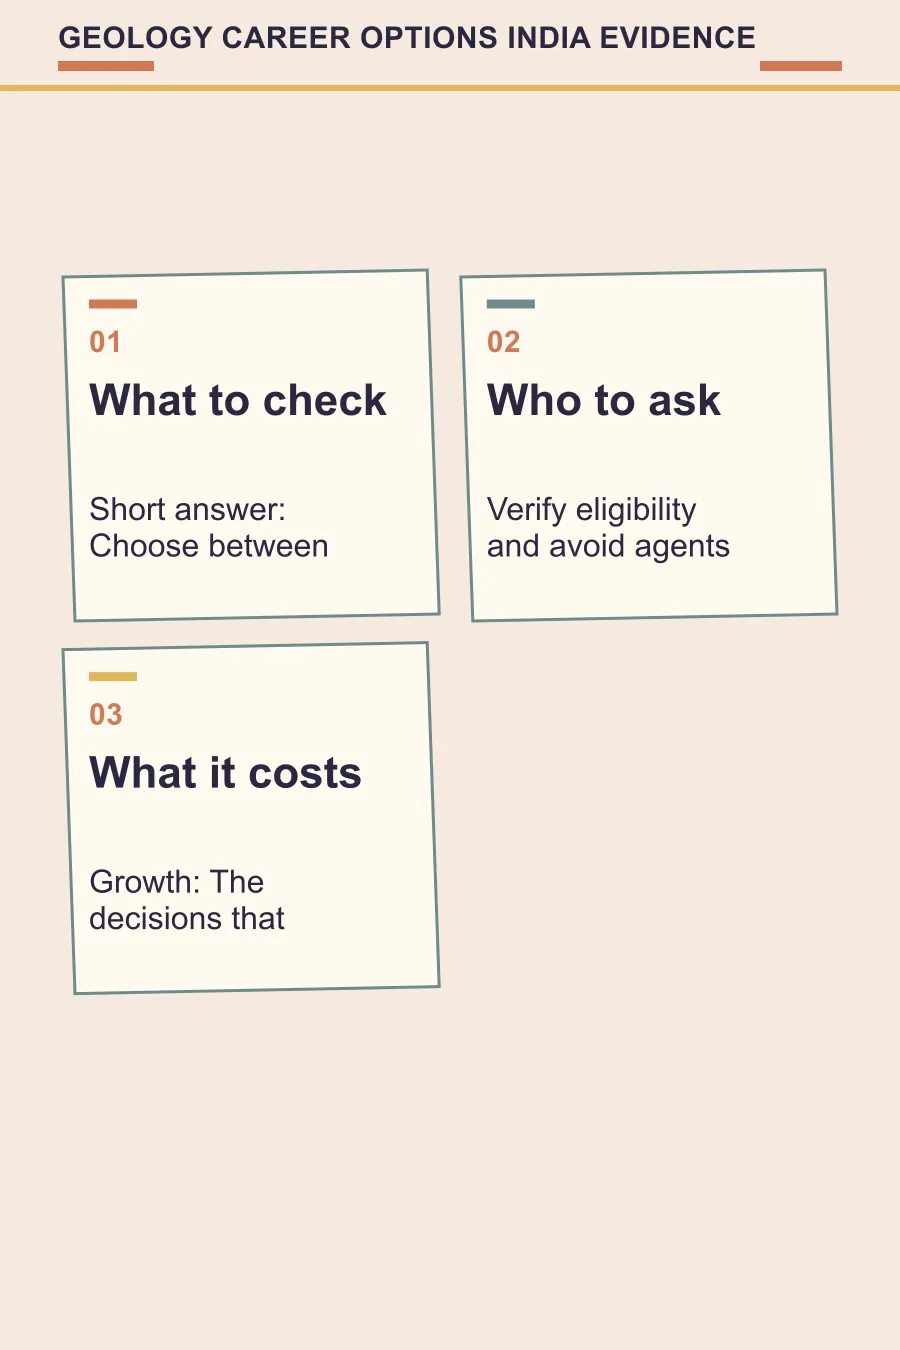 GEOLOGY CAREER OPTIONS INDIA EVIDENCE
01
What to check
Short answer:
Choose between
02
Who to ask
Verify eligibility
and avoid agents
03
What it costs
Growth: The
decisions that